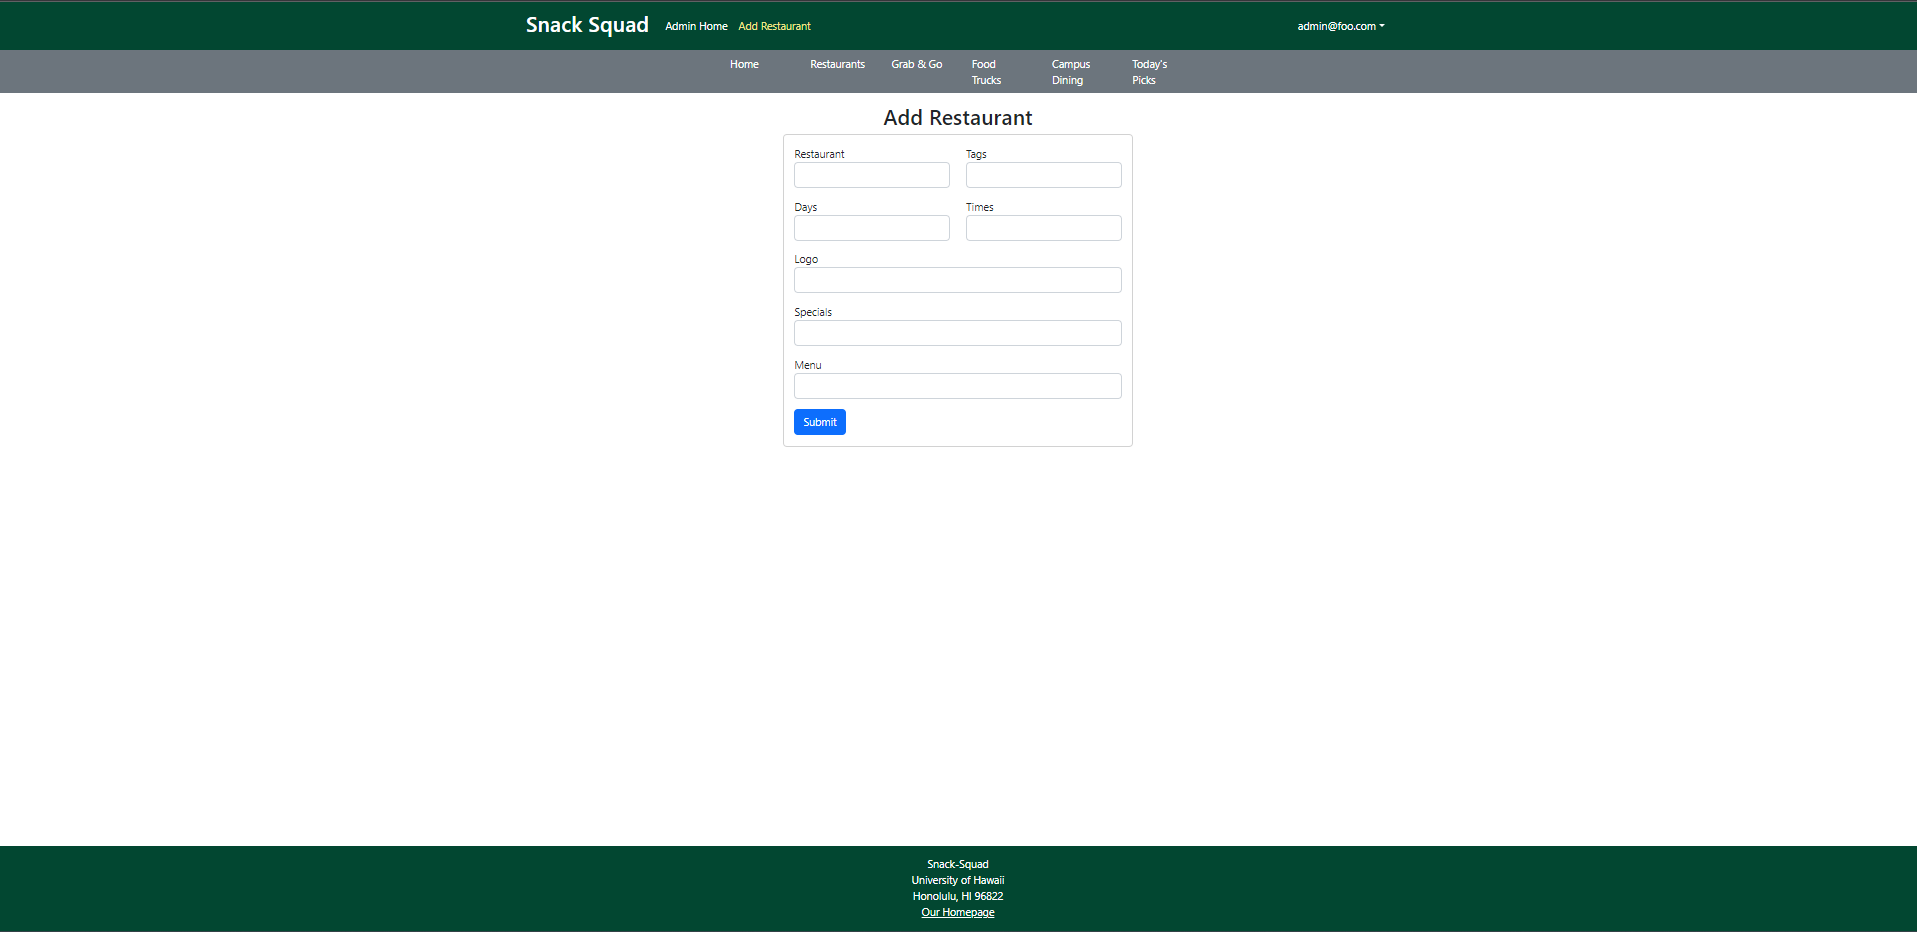 Snack Squad Admin Home Add Restaurant admin@foo.com
Home Restaurants Grab & Go Food Trucks Campus Dining Today's Picks
Add Restaurant
Restaurant Tags
Days Times
Logo
Specials
Menu
Submit
Snack-Squad
University of Hawaii
Honolulu, HI 96822
Our Homepage